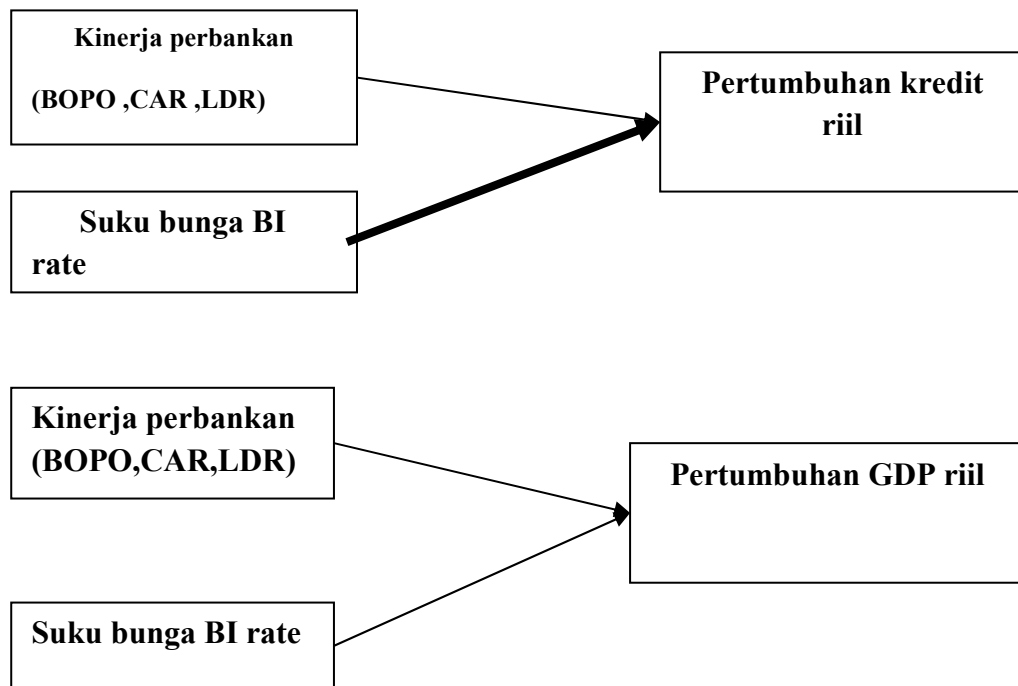 Kinerja perbankan
(BOPO ,CAR ,LDR)
Pertumbuhan kredit
riil
Suku bunga BI
rate
Kinerja perbankan
(BOPO,CAR,LDR)
Pertumbuhan GDP riil
Suku bunga BI rate